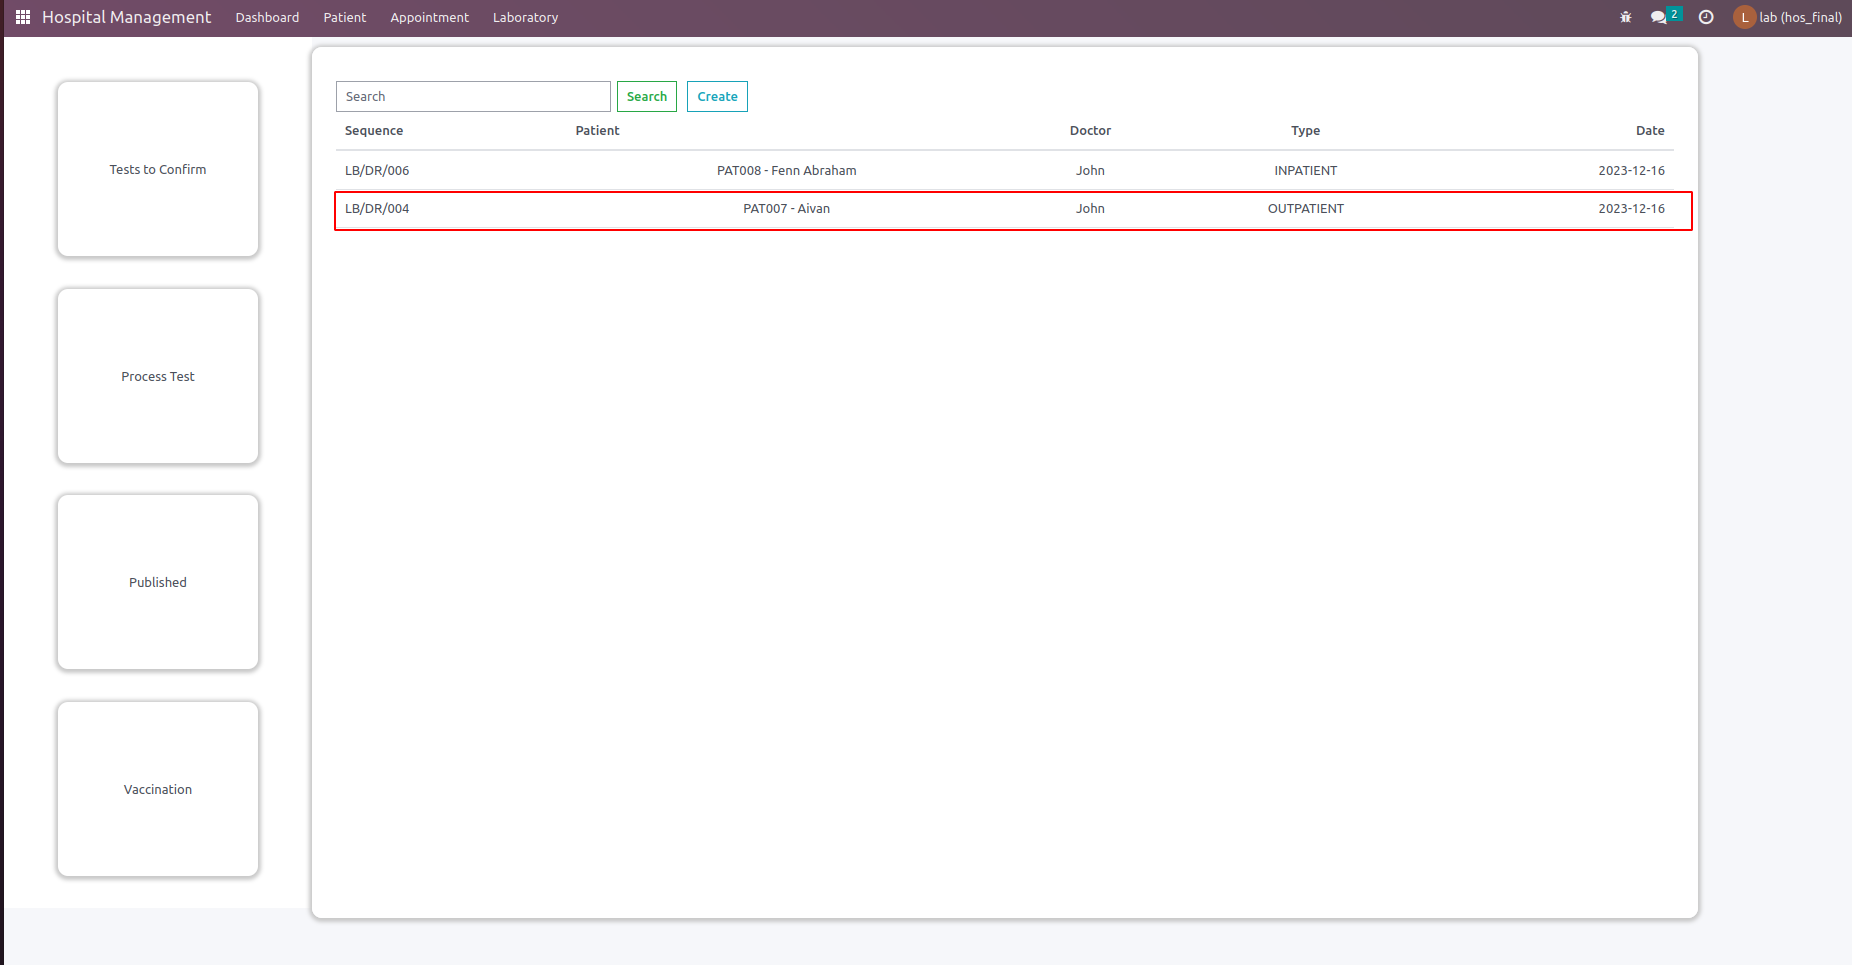 Hospital Management Dashboard Patient Appointment Laboratory 2 L lab (hos_final)
Tests to Confirm
Process Test
Published
Vaccination
Search Search Create
Sequence Patient Doctor Type Date
LB/DR/006 PAT008 - Fenn Abraham John INPATIENT 2023-12-16
LB/DR/004 PAT007 - Aivan John OUTPATIENT 2023-12-16